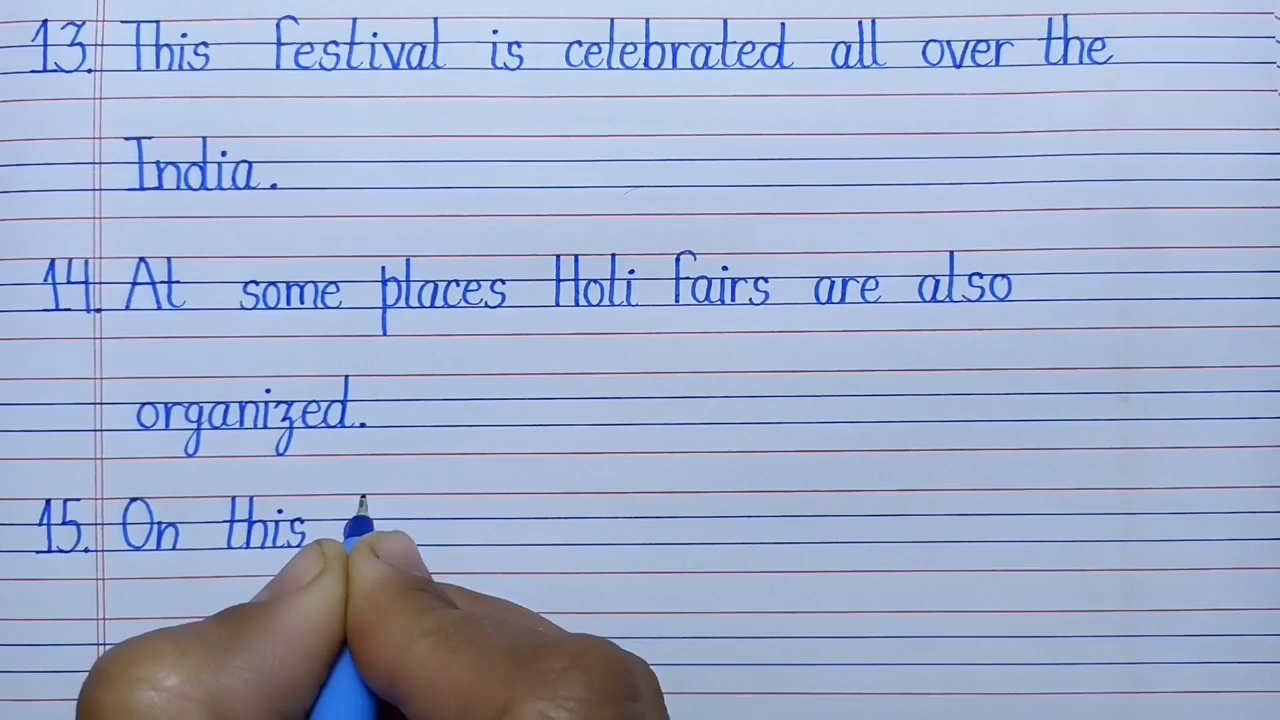 13. This festival is celebrated all over the
India.
14. At some places Holi fairs are also
organized.
15. On this